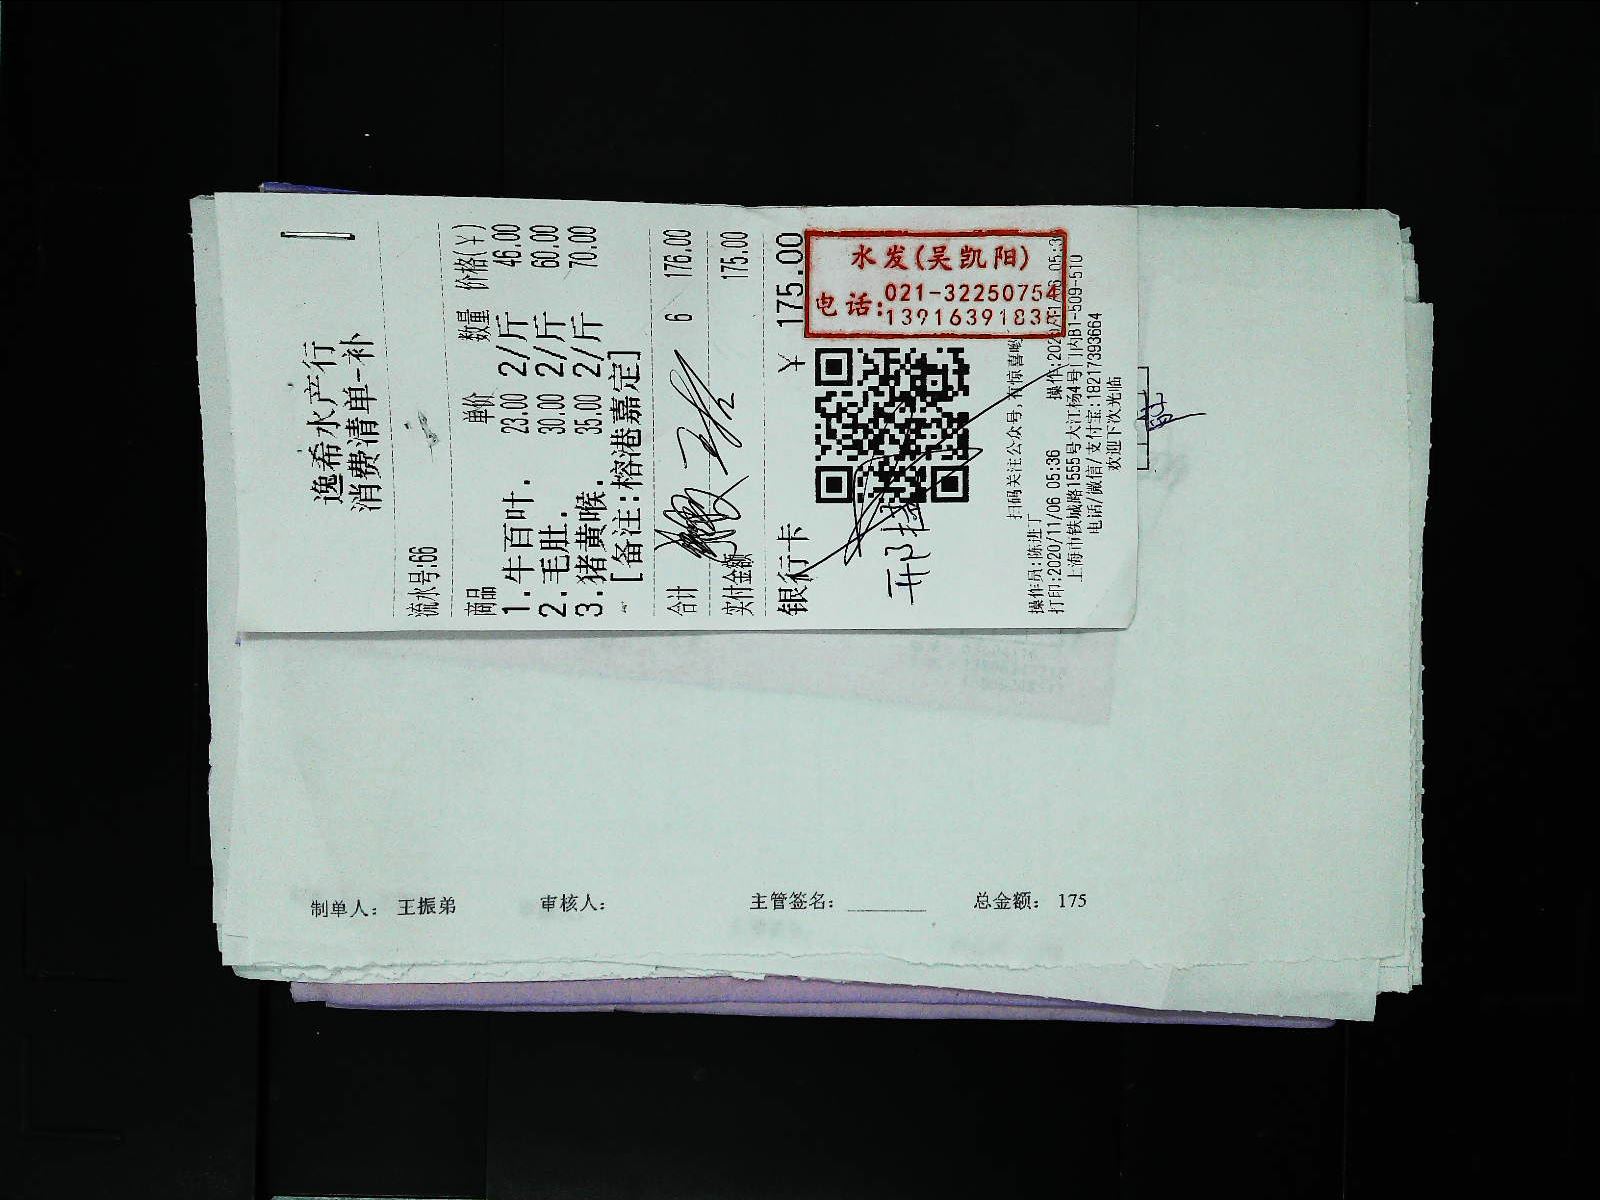 逸希水产行
消费清单-补
流水号:66
商品 单价 数量 价格(¥)
1.牛百叶. 23.00 2/斤 46.00
2.毛肚. 30.00 2/斤 60.00
3.猪黄喉. 35.00 2/斤 70.00
[备注:榕港嘉定]
合计 6 176.00
实付金额 175.00
银行卡 ¥ 175.00
水发(吴凯阳)
电话:021-32250754
1391639183
扫码关注公众号,有惊喜哟
操作员:陈进丁
打印:2020/11/06 05:36 操作:202
上海市铁城路1555号大江杨4号门内B1-509-510
电话/微信/支付宝:18217393664
欢迎下次光临
制单人: 王振弟 审核人: 主管签名: 总金额: 175